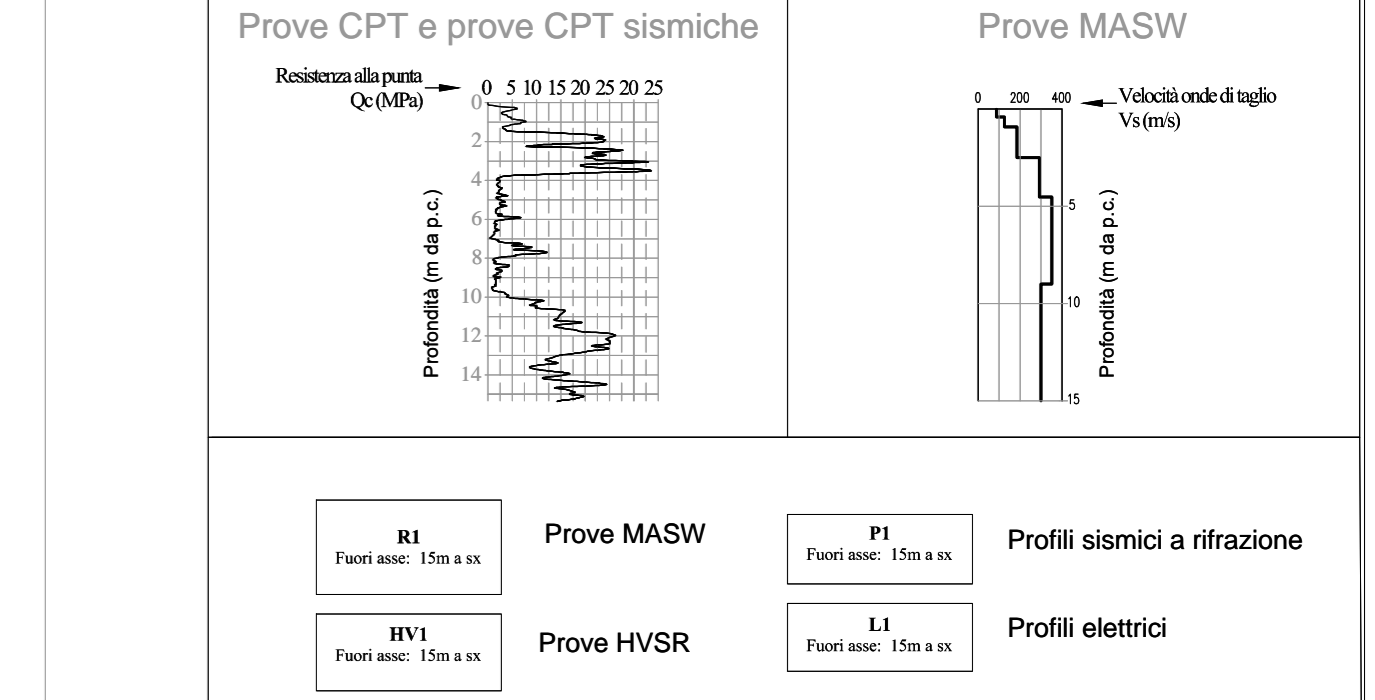 Prove CPT e prove CPT sismiche
Resistenza alla punta
Qc (MPa)
0 5 10 15 20 25 20 25
0
2
4
6
8
10
12
14
Profondità (m da p.c.)
Prove MASW
0 200 400
Velocità onde di taglio
Vs (m/s)
5
10
15
Profondità (m da p.c.)
R1
Fuori asse: 15m a sx
Prove MASW
P1
Fuori asse: 15m a sx
Profili sismici a rifrazione
HV1
Fuori asse: 15m a sx
Prove HVSR
L1
Fuori asse: 15m a sx
Profili elettrici